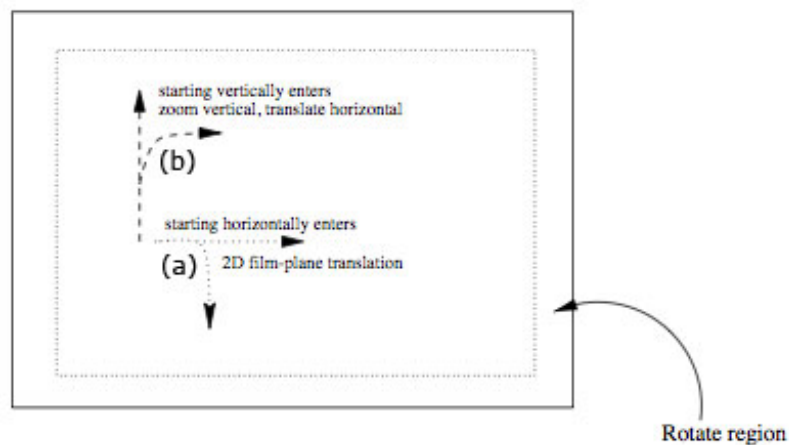 starting vertically enters
zoom vertical, translate horizontal
(b)
starting horizontally enters
(a)
2D film-plane translation
Rotate region